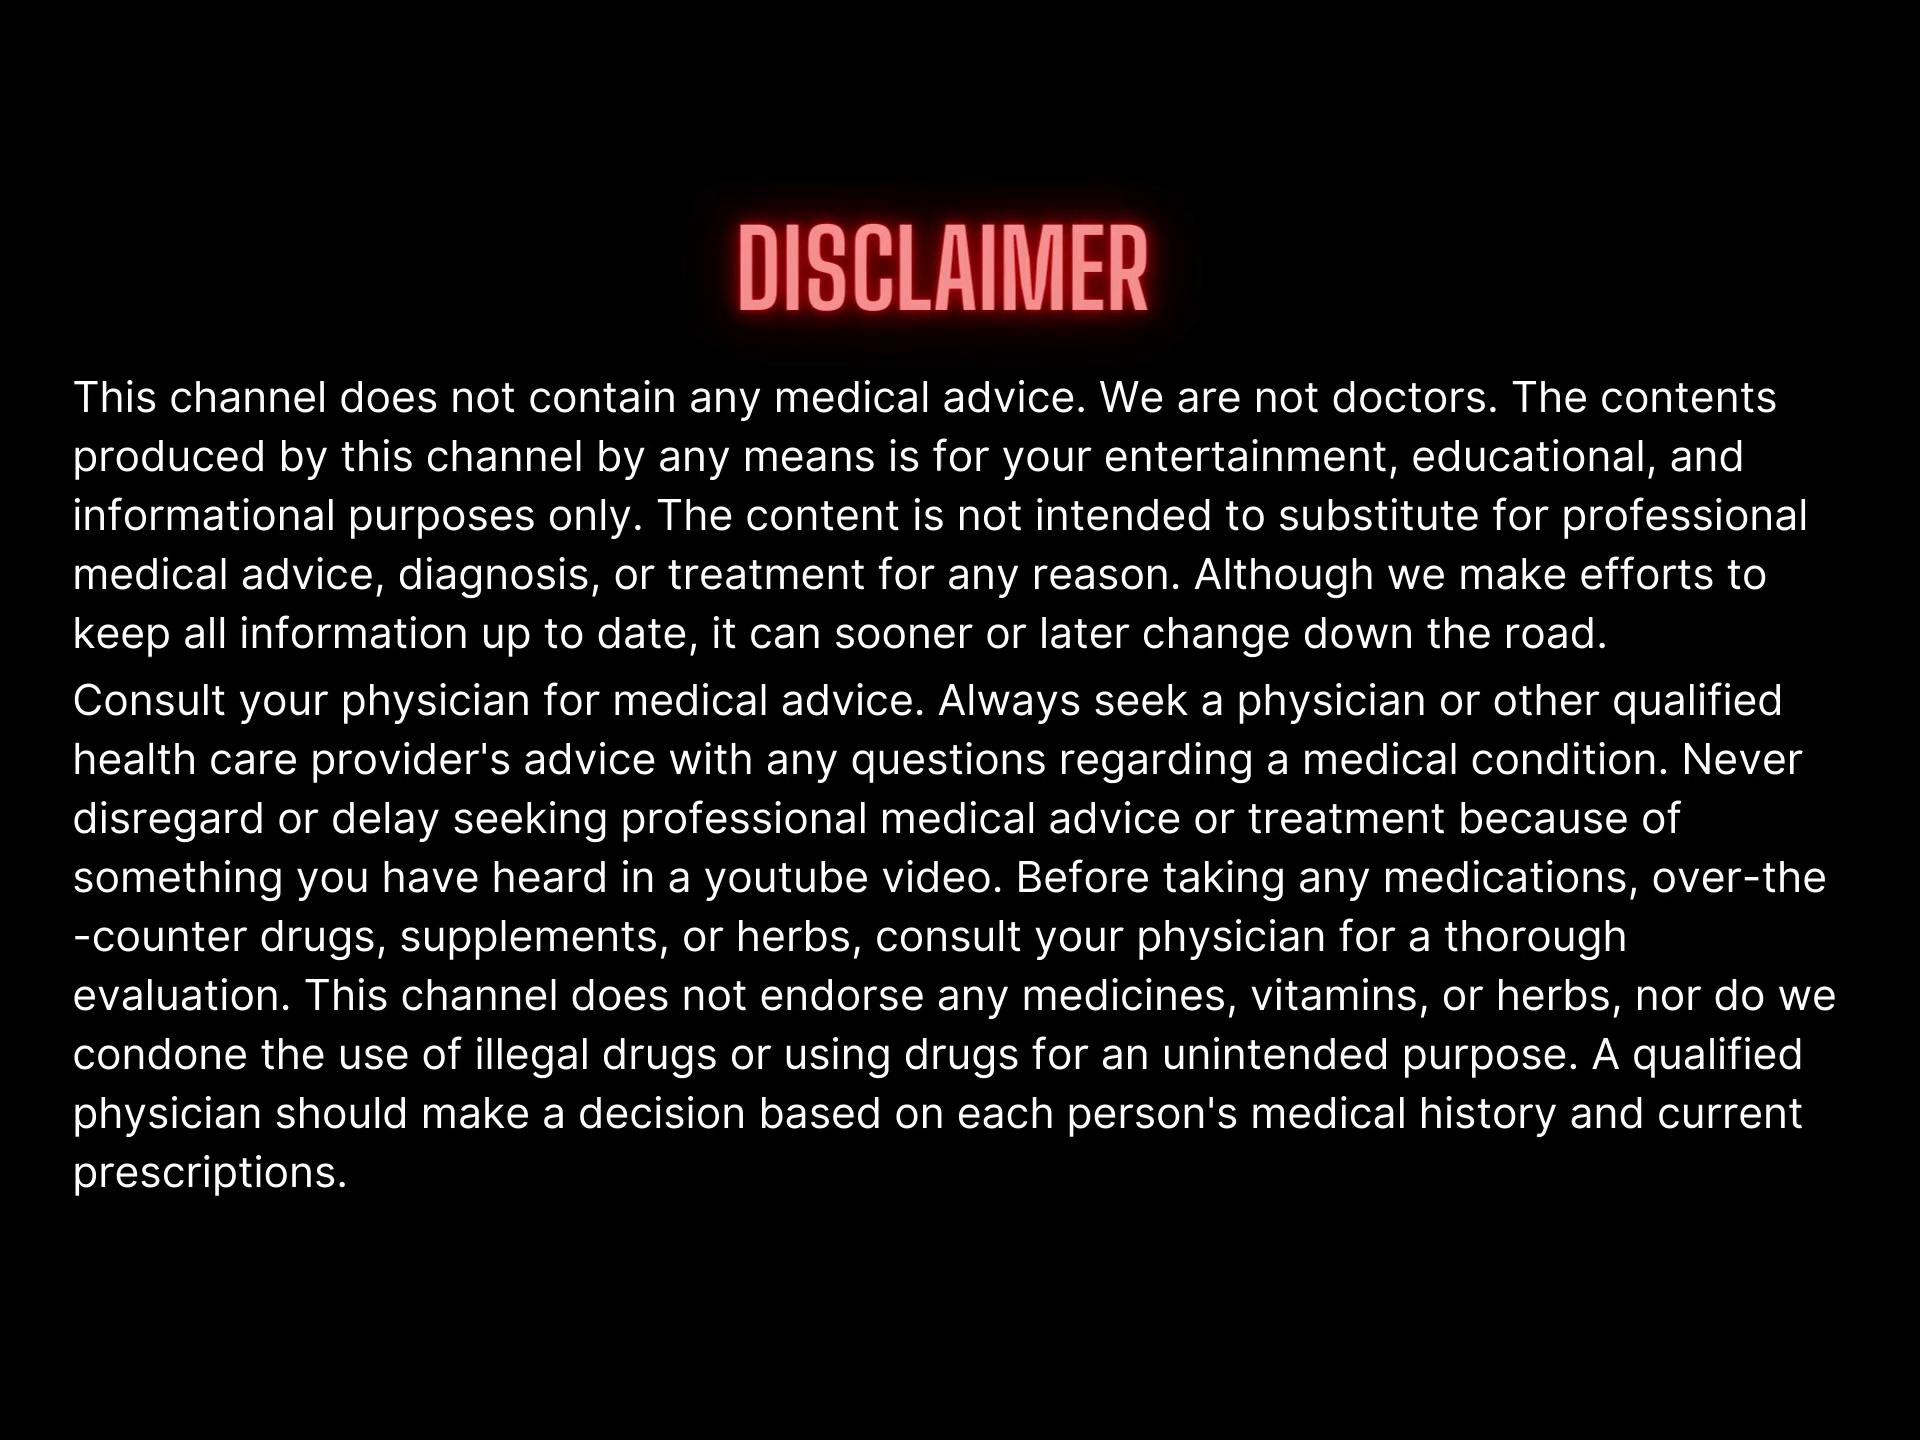 DISCLAIMER
This channel does not contain any medical advice. We are not doctors. The contents
produced by this channel by any means is for your entertainment, educational, and
informational purposes only. The content is not intended to substitute for professional
medical advice, diagnosis, or treatment for any reason. Although we make efforts to
keep all information up to date, it can sooner or later change down the road.
Consult your physician for medical advice. Always seek a physician or other qualified
health care provider's advice with any questions regarding a medical condition. Never
disregard or delay seeking professional medical advice or treatment because of
something you have heard in a youtube video. Before taking any medications, over-the
-counter drugs, supplements, or herbs, consult your physician for a thorough
evaluation. This channel does not endorse any medicines, vitamins, or herbs, nor do we
condone the use of illegal drugs or using drugs for an unintended purpose. A qualified
physician should make a decision based on each person's medical history and current
prescriptions.